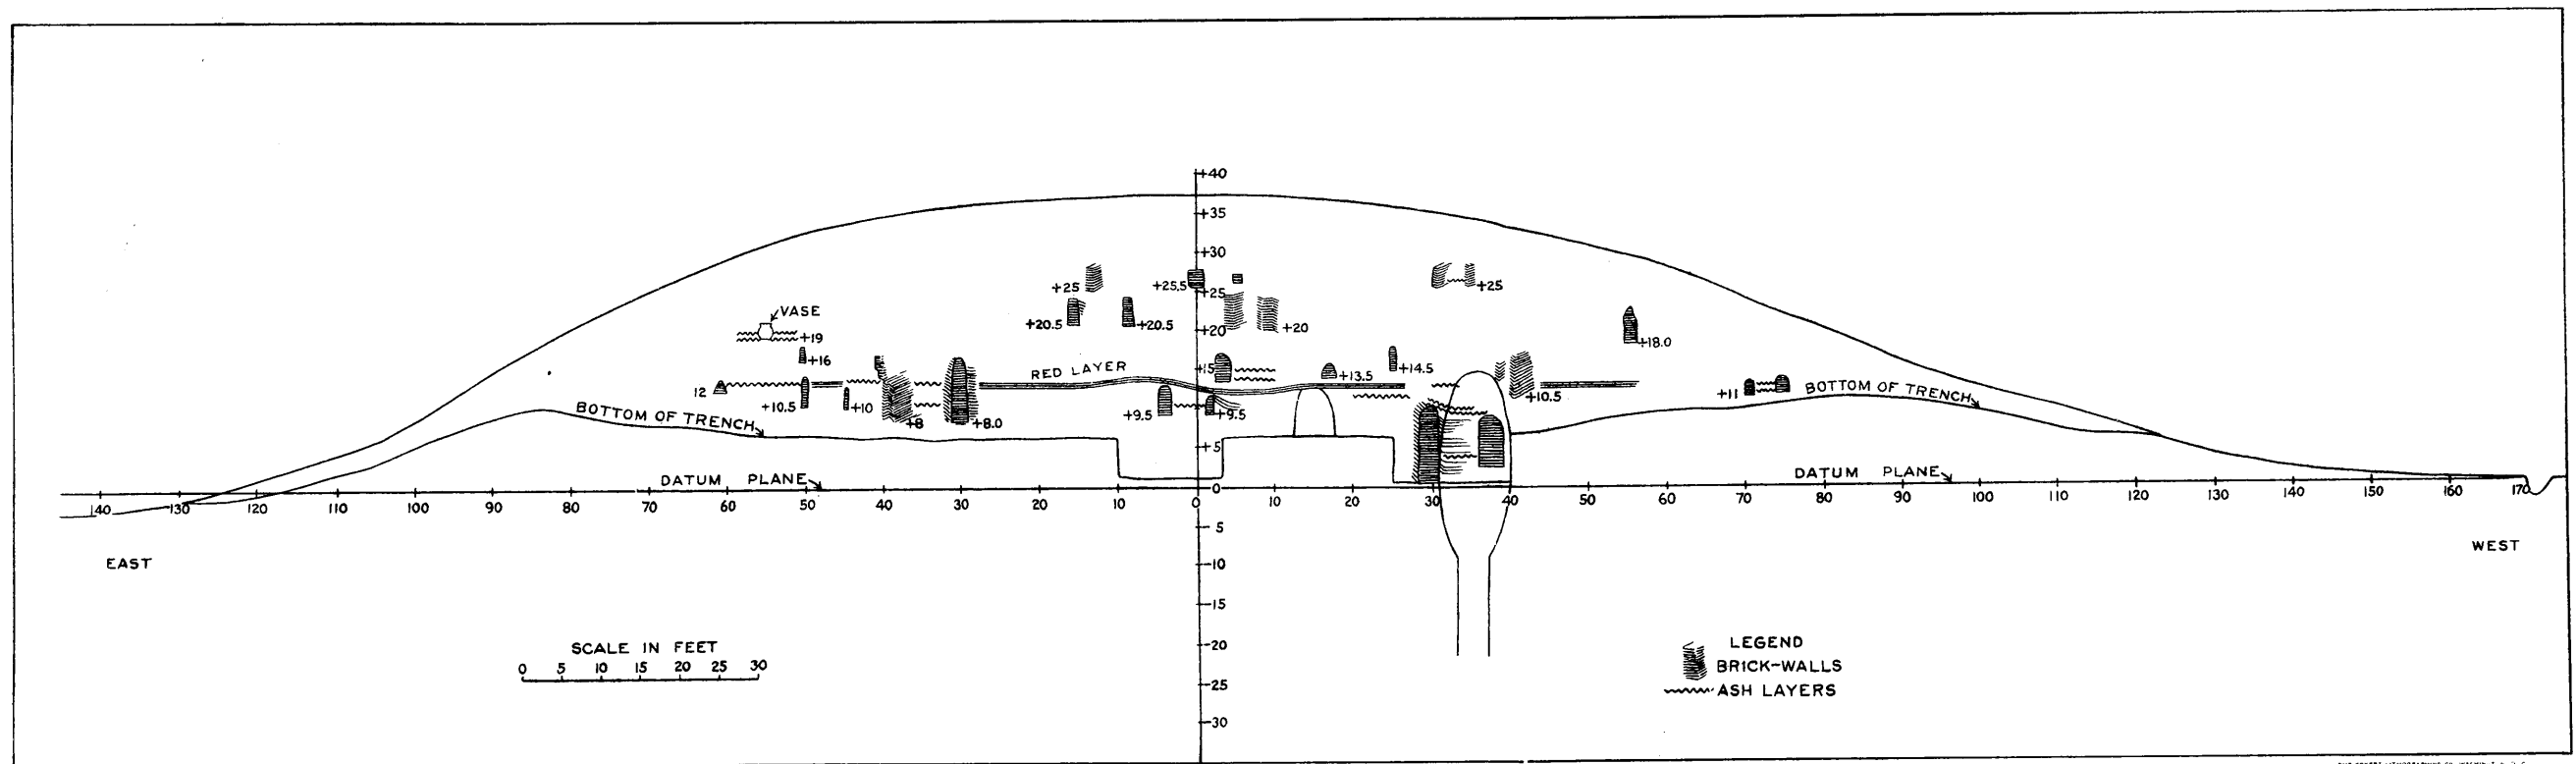 +40
+35
+30
+25
+25.5
+25
+25
+20.5
+20.5
+20
+20
VASE
+19
+18.0
+16
+15
RED LAYER
+13.5
+14.5
12
+10.5
+10
+8
+8.0
+9.5
+9.5
+10.5
+11
BOTTOM OF TRENCH
BOTTOM OF TRENCH
+5
DATUM PLANE
DATUM PLANE
0
140 130 120 110 100 90 80 70 60 50 40 30 20 10 0 10 20 30 40 50 60 70 80 90 100 110 120 130 140 150 160 170
-5
EAST
WEST
-10
-15
-20
-25
-30
SCALE IN FEET
0 5 10 15 20 25 30
LEGEND
BRICK-WALLS
ASH LAYERS